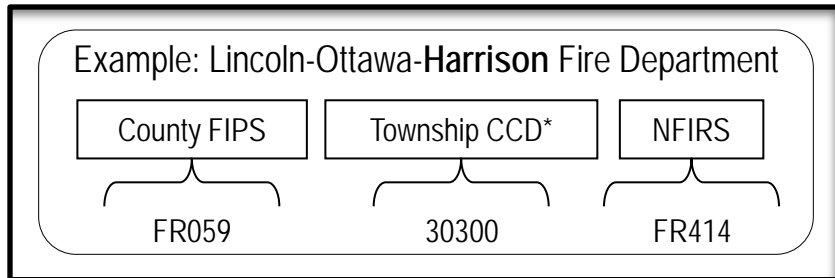 Example: Lincoln-Ottawa-Harrison Fire Department
County FIPS Township CCD* NFIRS
FR059 30300 FR414